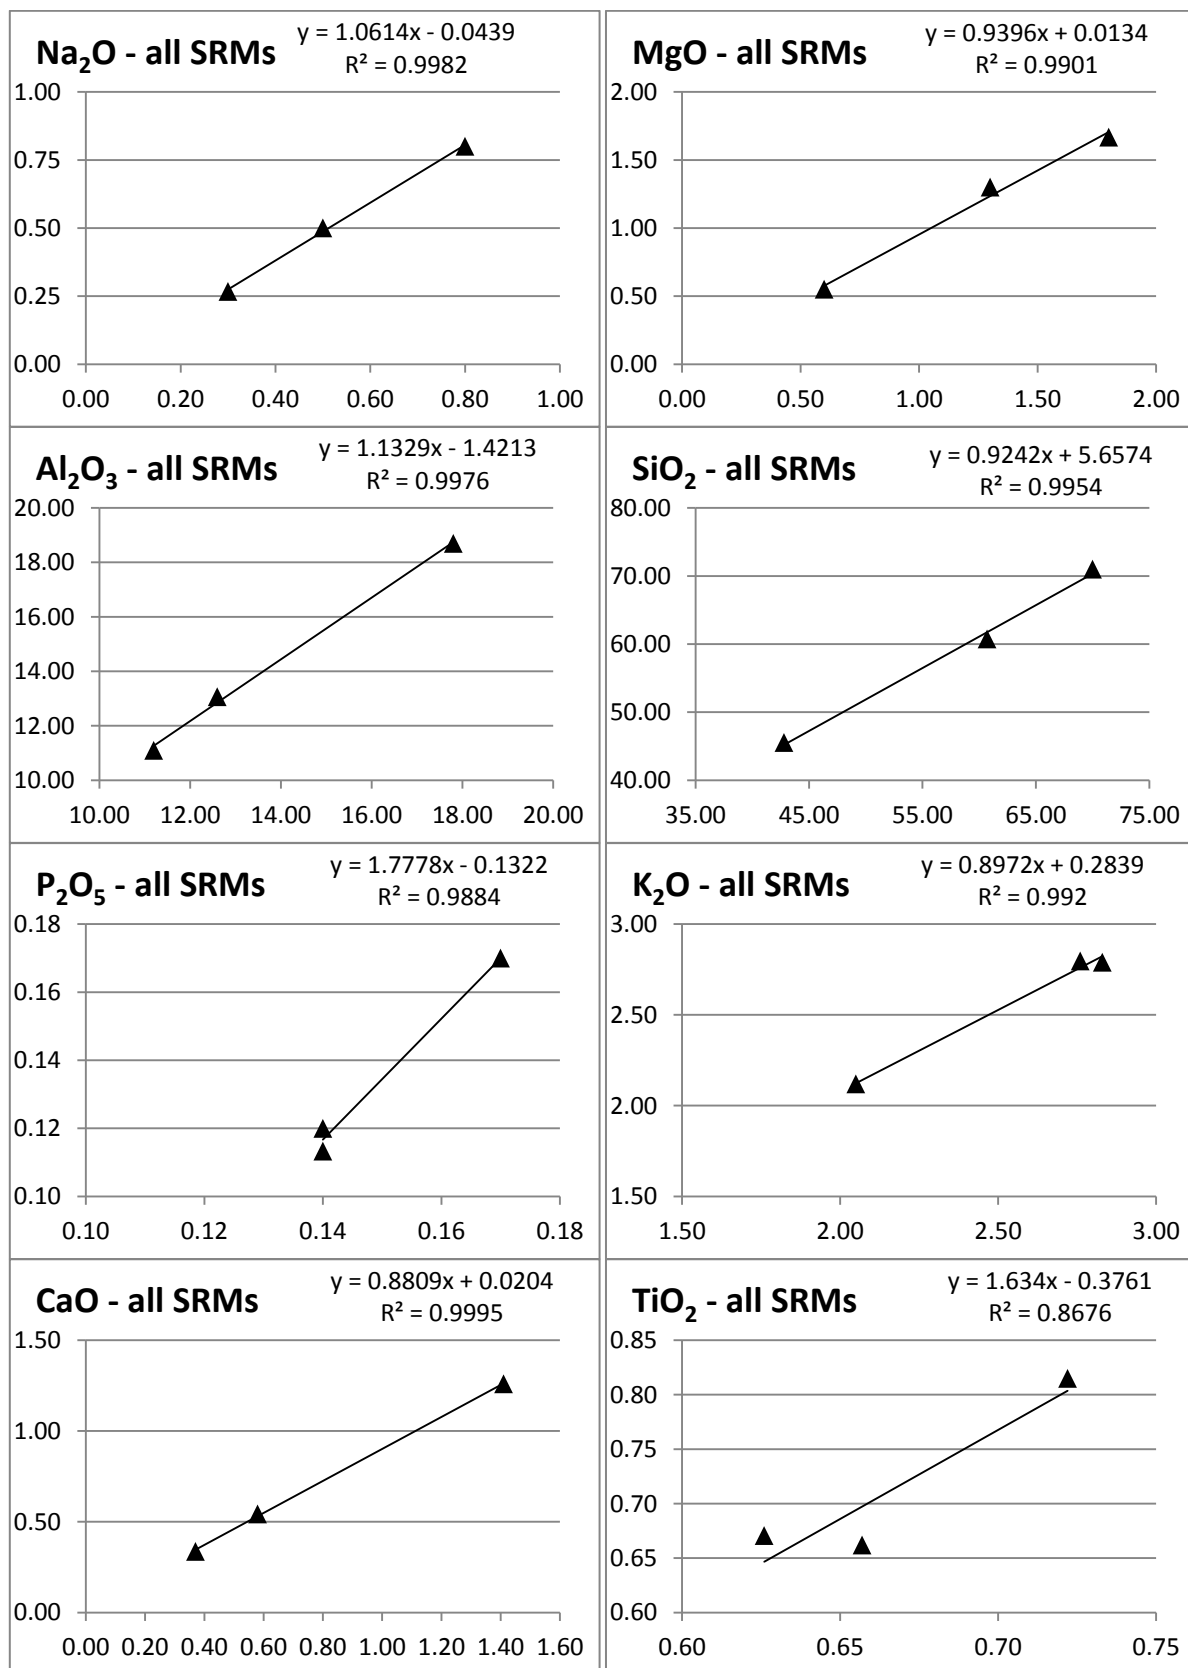 Na₂O - all SRMs
y = 1.0614x - 0.0439
R² = 0.9982
1.00
0.75
0.50
0.25
0.00
0.00 0.20 0.40 0.60 0.80 1.00
MgO - all SRMs
y = 0.9396x + 0.0134
R² = 0.9901
2.00
1.50
1.00
0.50
0.00
0.00 0.60 1.00 1.50 2.00
Al₂O₃ - all SRMs
y = 1.1329x - 1.4213
R² = 0.9976
20.00
18.00
16.00
14.00
12.00
10.00
10.00 12.00 14.00 16.00 18.00 20.00
SiO₂ - all SRMs
y = 0.9242x + 5.6574
R² = 0.9954
80.00
70.00
60.00
50.00
40.00
35.00 45.00 55.00 65.00 75.00
P₂O₅ - all SRMs
y = 1.7778x - 0.1322
R² = 0.9884
0.18
0.16
0.14
0.12
0.10
0.10 0.12 0.14 0.16 0.18
K₂O - all SRMs
y = 0.8972x + 0.2839
R² = 0.992
3.00
2.50
2.00
1.50
1.50 2.00 2.50 3.00
CaO - all SRMs
y = 0.8809x + 0.0204
R² = 0.9995
1.50
1.00
0.50
0.00
0.00 0.20 0.40 0.60 0.80 1.00 1.20 1.40 1.60
TiO₂ - all SRMs
y = 1.634x - 0.3761
R² = 0.8676
0.85
0.80
0.75
0.70
0.65
0.60
0.60 0.65 0.70 0.75